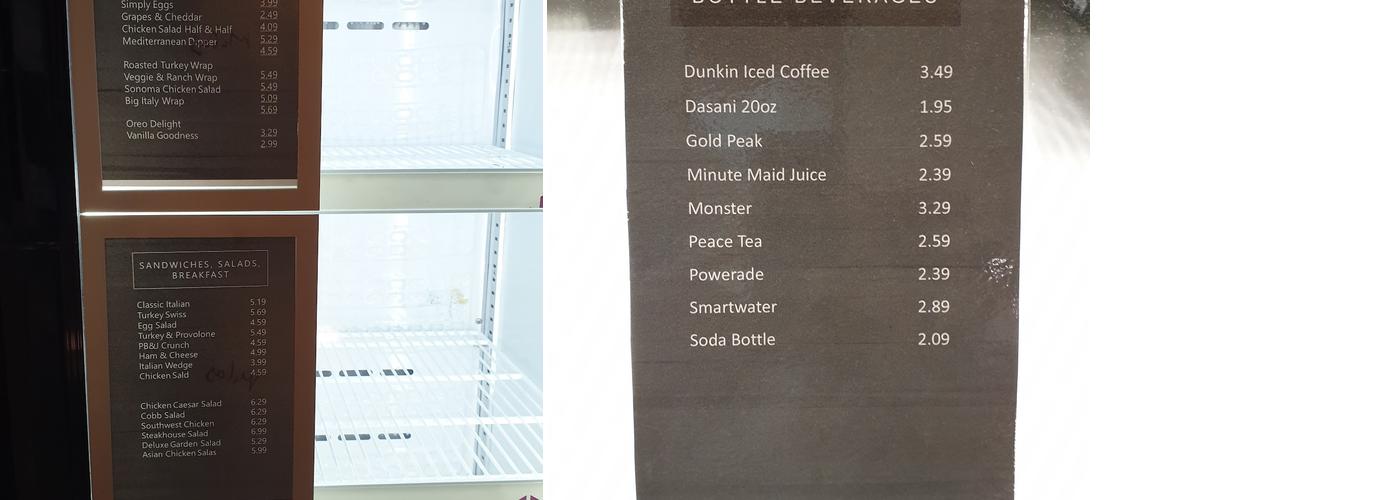 Simply Eggs 3.99
Grapes & Cheddar 2.49
Chicken Salad Half & Half 4.09
Mediterranean Dipper 5.29
4.59
Roasted Turkey Wrap
Veggie & Ranch Wrap 5.49
Sonoma Chicken Salad 5.49
Big Italy Wrap 5.09
5.69
Oreo Delight
Vanilla Goodness 3.29
2.99
SANDWICHES, SALADS,
BREAKFAST
Classic Italian 5.19
Turkey Swiss 5.69
Egg Salad 4.59
Turkey & Provolone 5.49
PB&J Crunch 4.59
Ham & Cheese 4.99
Italian Wedge 3.99
Chicken Sald 4.59
Chicken Caesar Salad 6.29
Cobb Salad 6.29
Southwest Chicken 6.29
Steakhouse Salad 6.99
Deluxe Garden Salad 5.29
Asian Chicken Salas 5.99
BOTTLE BEVERAGES
Dunkin Iced Coffee 3.49
Dasani 20oz 1.95
Gold Peak 2.59
Minute Maid Juice 2.39
Monster 3.29
Peace Tea 2.59
Powerade 2.39
Smartwater 2.89
Soda Bottle 2.09